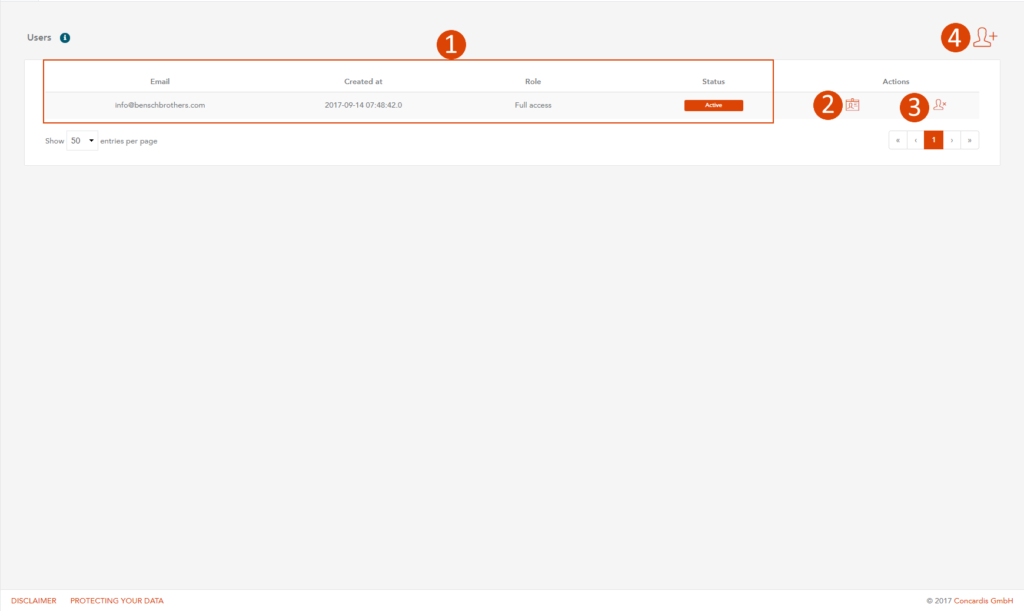 Users i
4
1
Email Created at Role Status Actions
info@benschbrothers.com 2017-09-14 07:48:42.0 Full access Active 2 3
Show 50 entries per page « ‹ 1 › »
DISCLAIMER PROTECTING YOUR DATA © 2017 Concardis GmbH